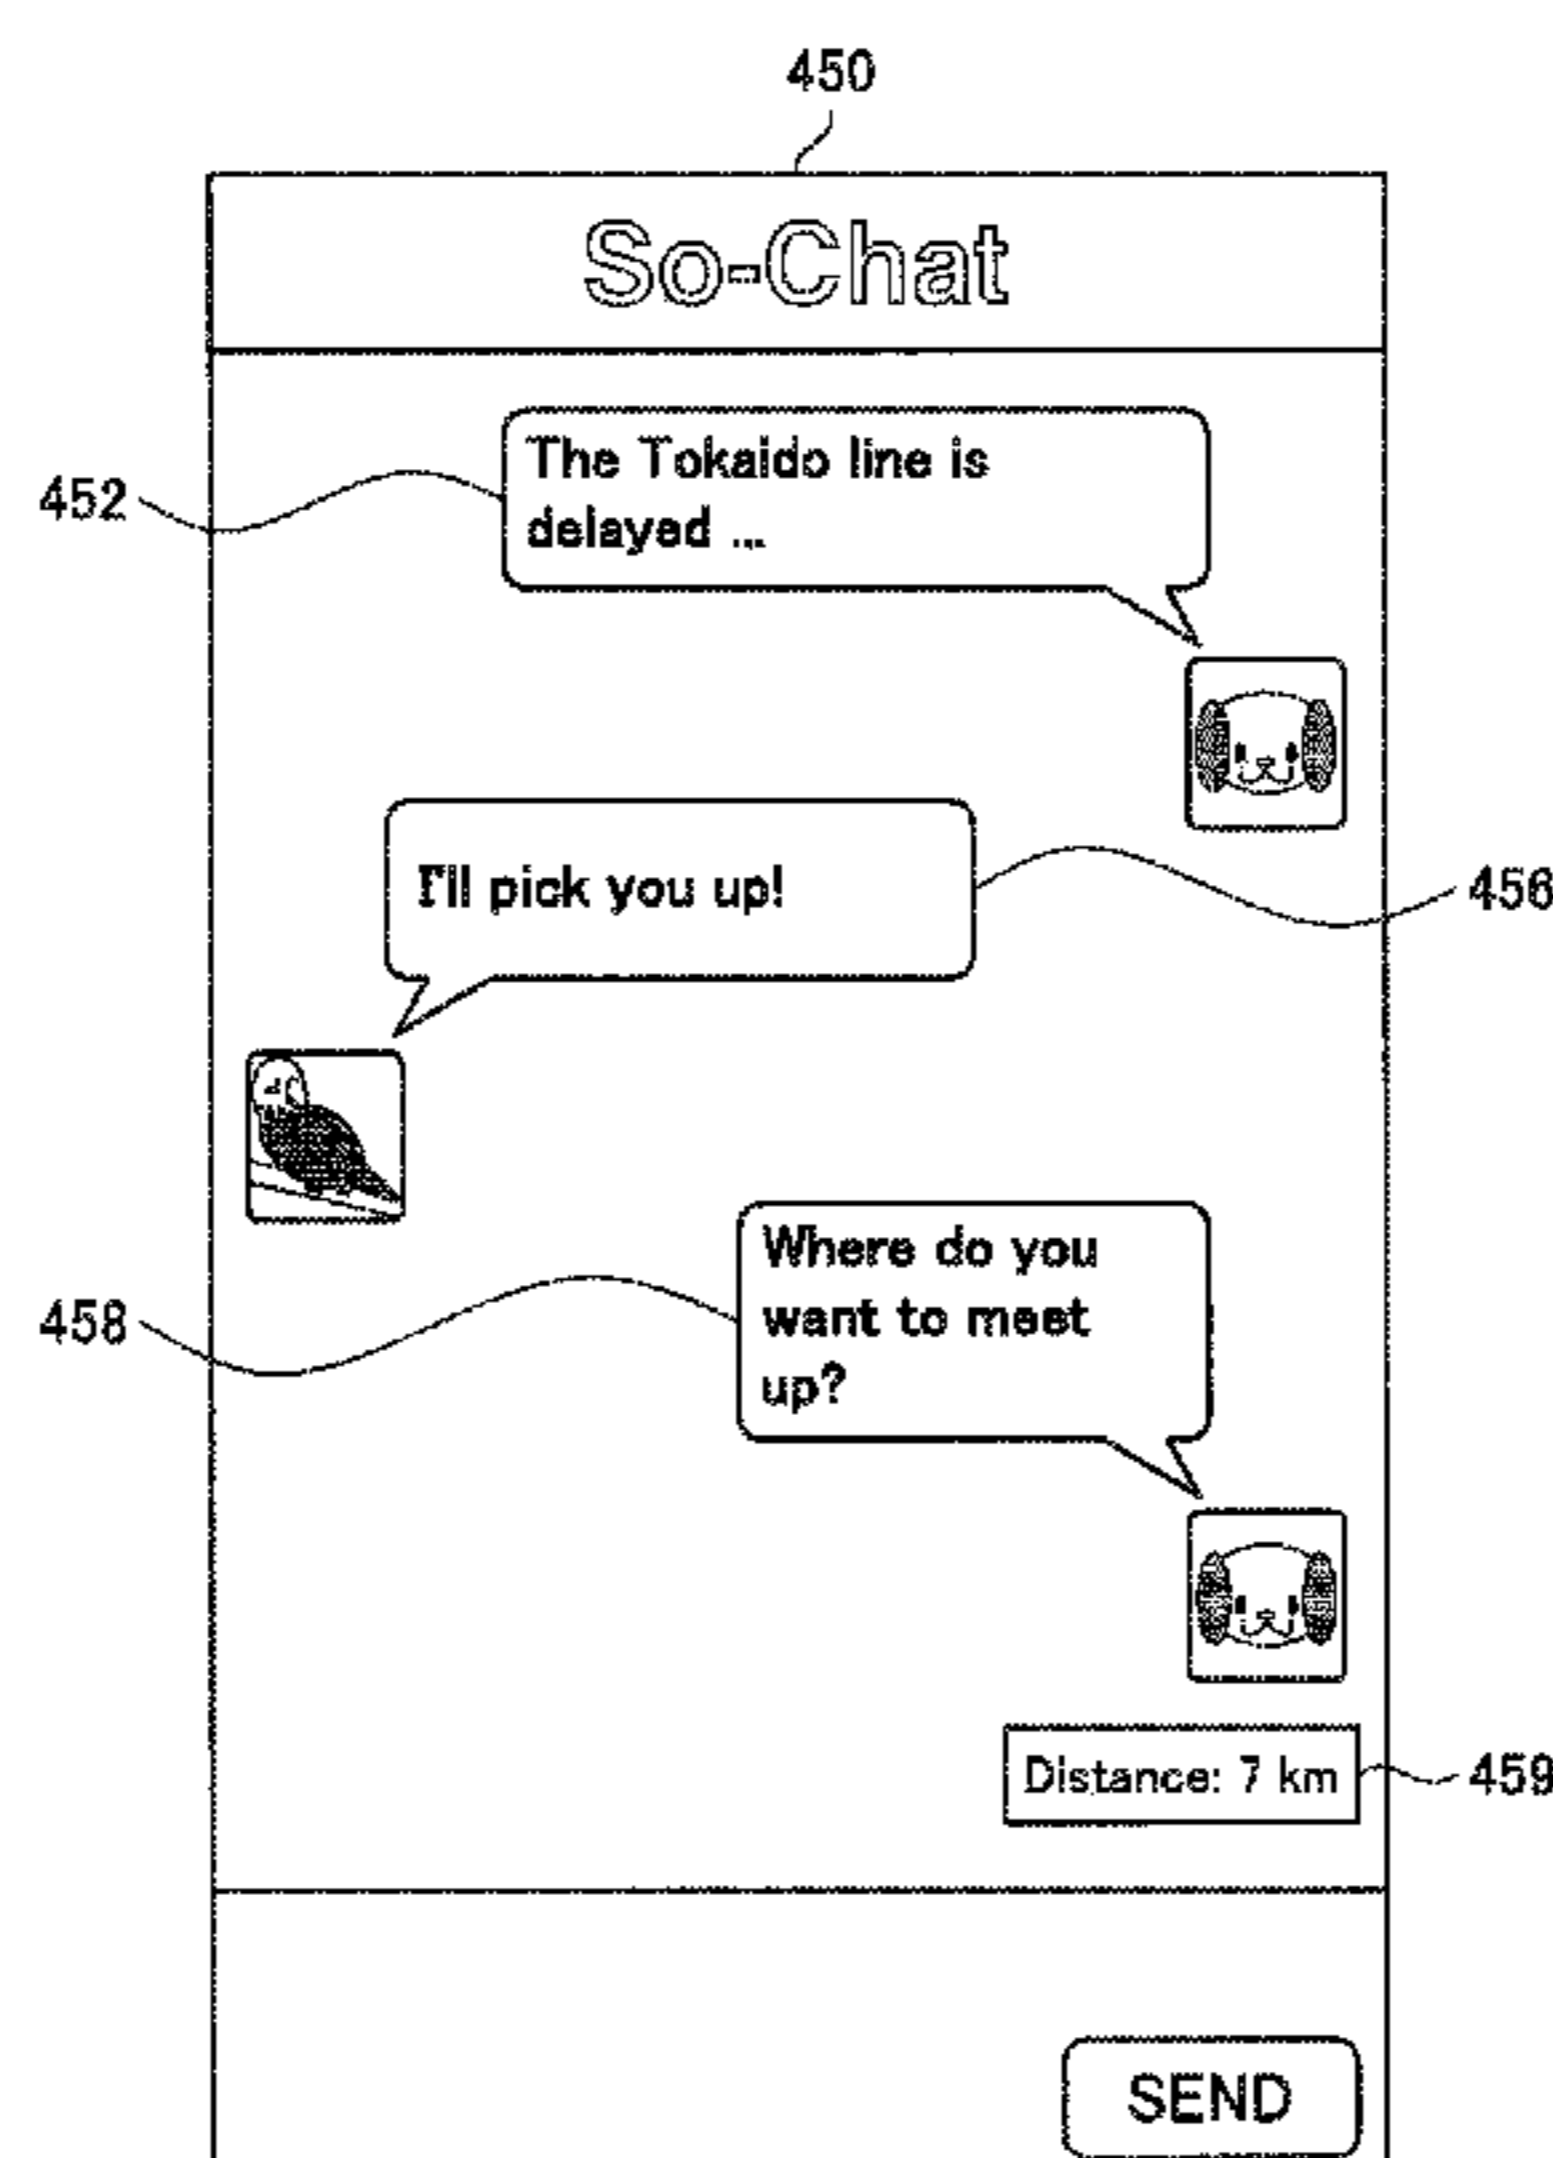 450
So-Chat
The Tokaido line is
452
delayed ...
I'll pick you up!
456
Where do you
458
want to meet
up?
Distance: 7 km
459
SEND